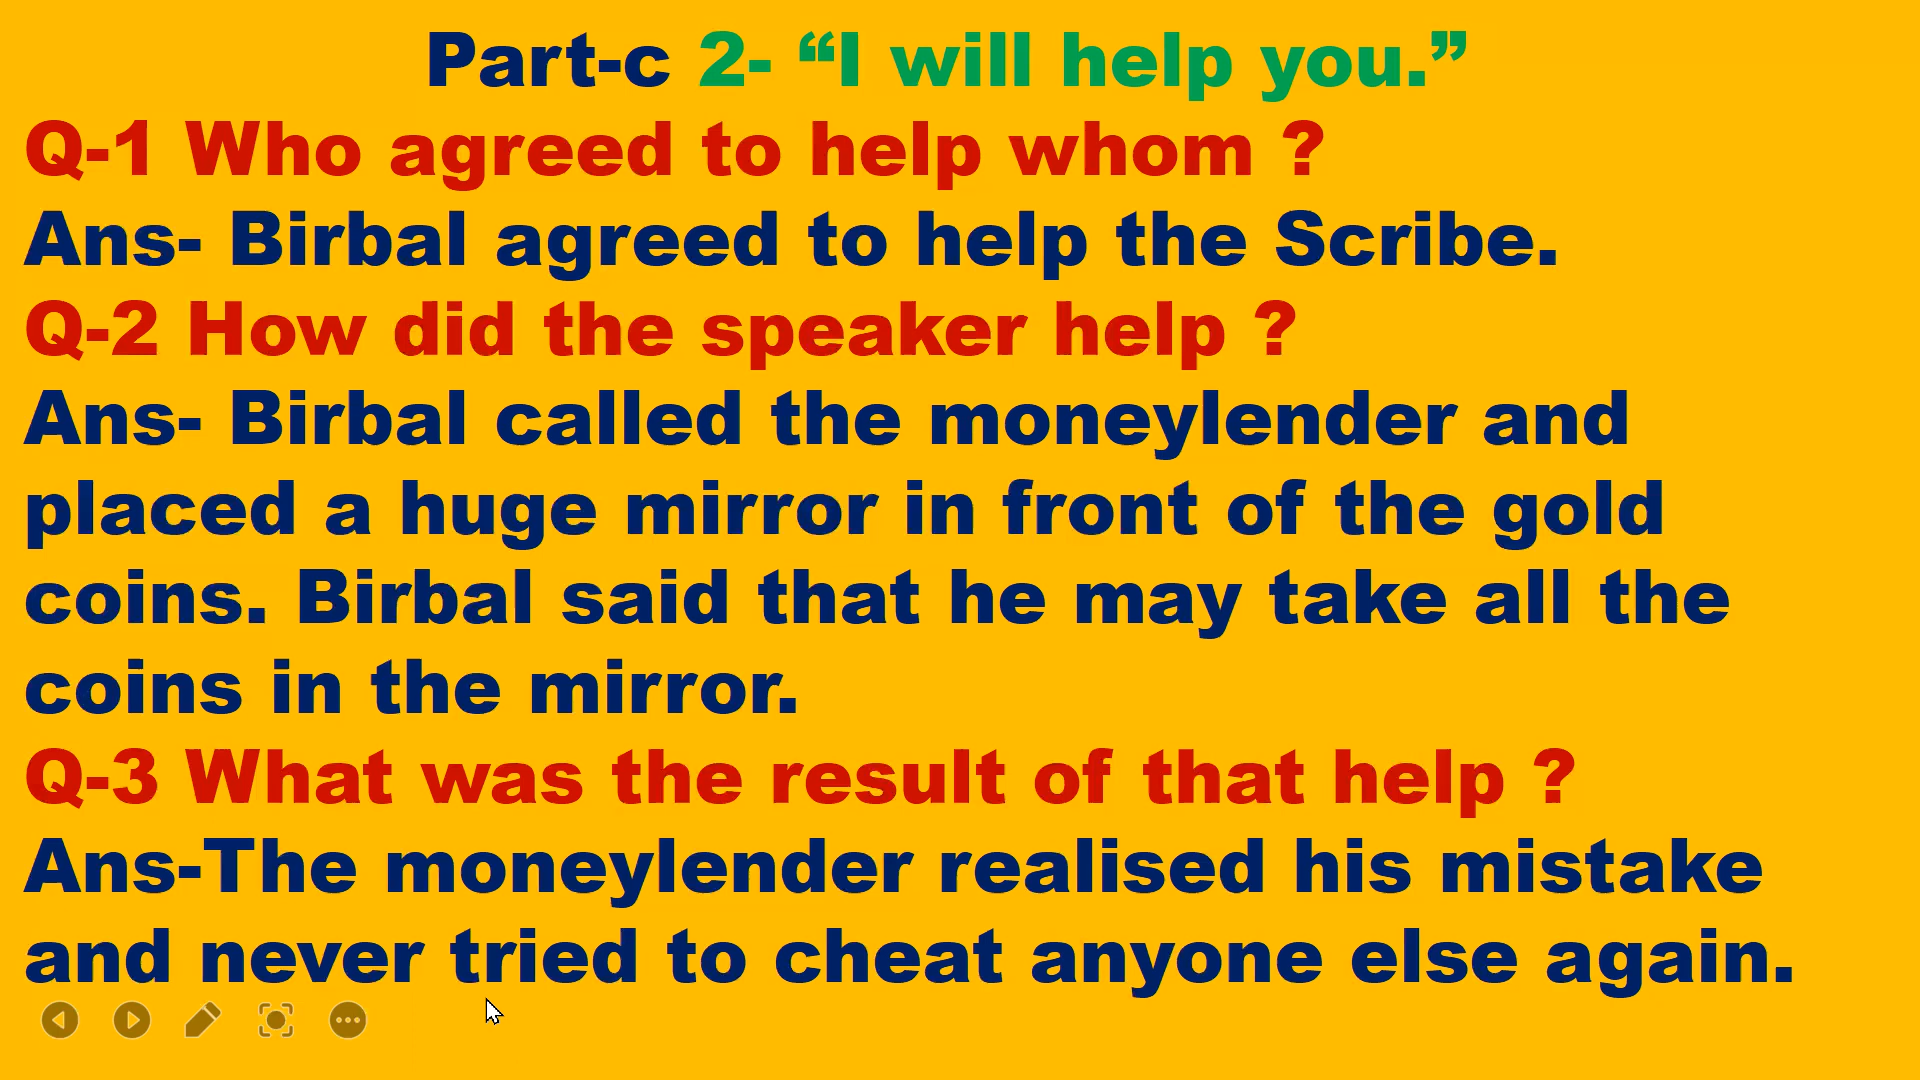 Part-c 2- “I will help you.”
Q-1 Who agreed to help whom ?
Ans- Birbal agreed to help the Scribe.
Q-2 How did the speaker help ?
Ans- Birbal called the moneylender and
placed a huge mirror in front of the gold
coins. Birbal said that he may take all the
coins in the mirror.
Q-3 What was the result of that help ?
Ans-The moneylender realised his mistake
and never tried to cheat anyone else again.